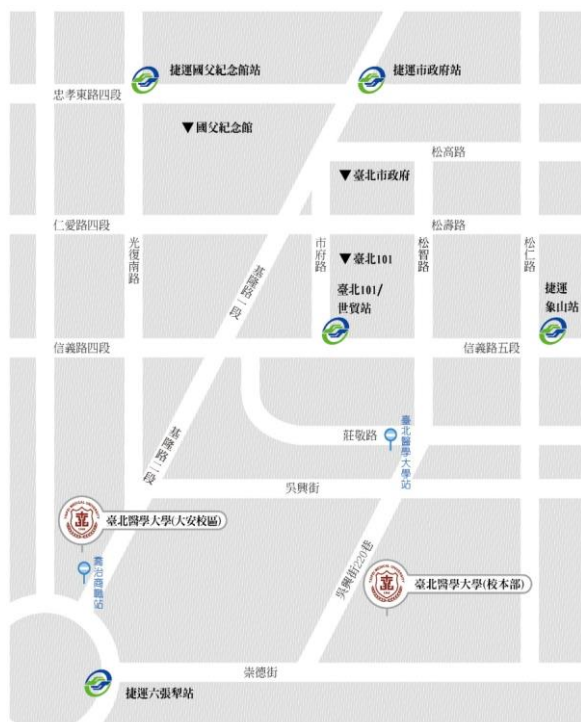 捷運國父紀念館站
捷運市政府站
忠孝東路四段
▼國父紀念館
松高路
▼臺北市政府
仁愛路四段
松壽路
光復南路
基隆路一段
市府路
▼臺北101
松智路
松仁路
臺北101/
世貿站
捷運
象山站
信義路四段
信義路五段
莊敬路
臺北醫學大學站
基隆路二段
吳興街
臺北醫學大學(大安校區)
喬治商職站
吳興街220巷
臺北醫學大學(校本部)
崇德街
捷運六張犁站